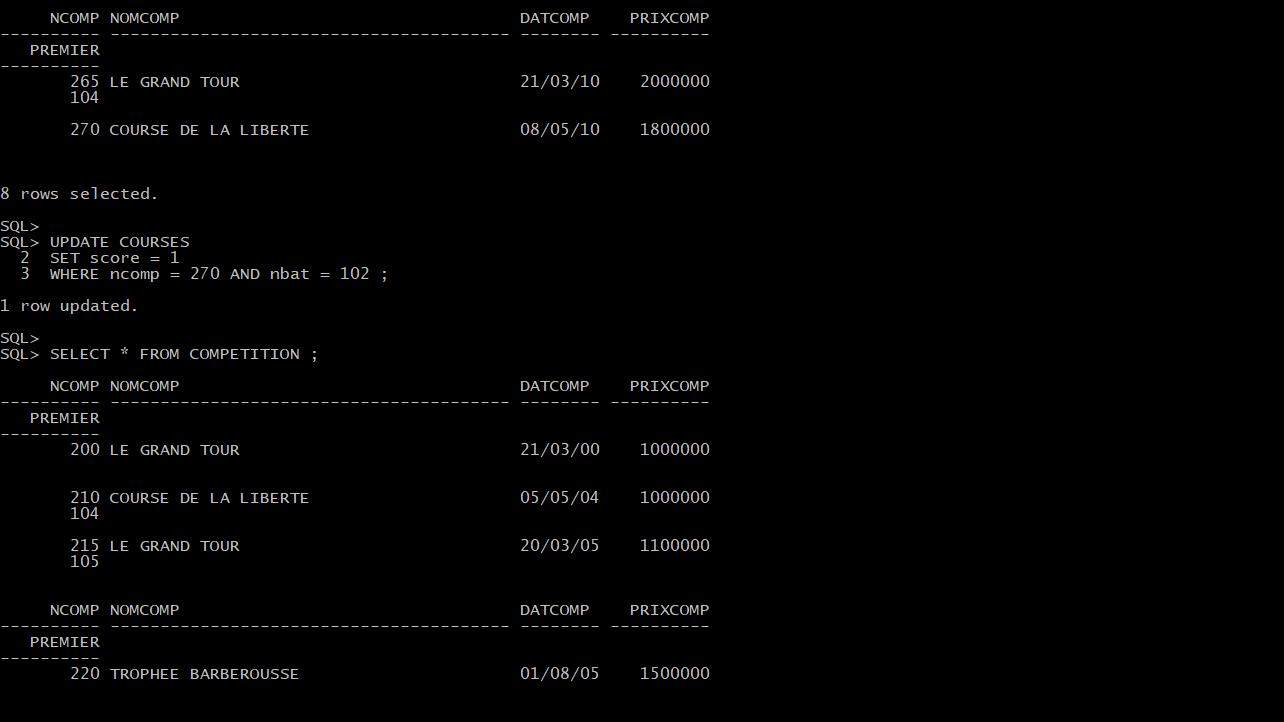 NCOMP NOMCOMP                                  DATCOMP    PRIXCOMP
---------- ---------------------------------------- -------- ----------
   PREMIER
----------
       265 LE GRAND TOUR                            21/03/10    2000000
       104

       270 COURSE DE LA LIBERTE                     08/05/10    1800000

8 rows selected.

SQL>
SQL> UPDATE COURSES
  2  SET score = 1
  3  WHERE ncomp = 270 AND nbat = 102 ;

1 row updated.

SQL>
SQL> SELECT * FROM COMPETITION ;

     NCOMP NOMCOMP                                  DATCOMP    PRIXCOMP
---------- ---------------------------------------- -------- ----------
   PREMIER
----------
       200 LE GRAND TOUR                            21/03/00    1000000

       210 COURSE DE LA LIBERTE                     05/05/04    1000000
       104

       215 LE GRAND TOUR                            20/03/05    1100000
       105

     NCOMP NOMCOMP                                  DATCOMP    PRIXCOMP
---------- ---------------------------------------- -------- ----------
   PREMIER
----------
       220 TROPHEE BARBEROUSSE                      01/08/05    1500000